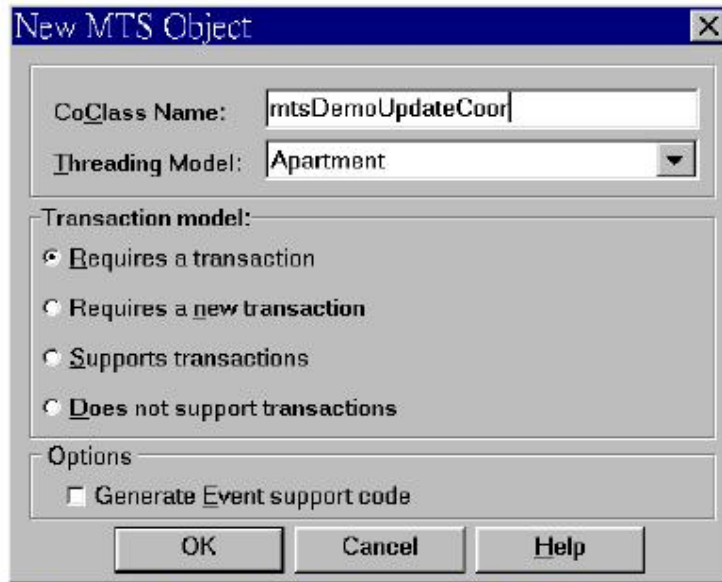 New MTS Object
CoClass Name: mtsDemoUpdateCoor
Threading Model: Apartment
Transaction model:
Requires a transaction
Requires a new transaction
Supports transactions
Does not support transactions
Options
Generate Event support code
OK Cancel Help